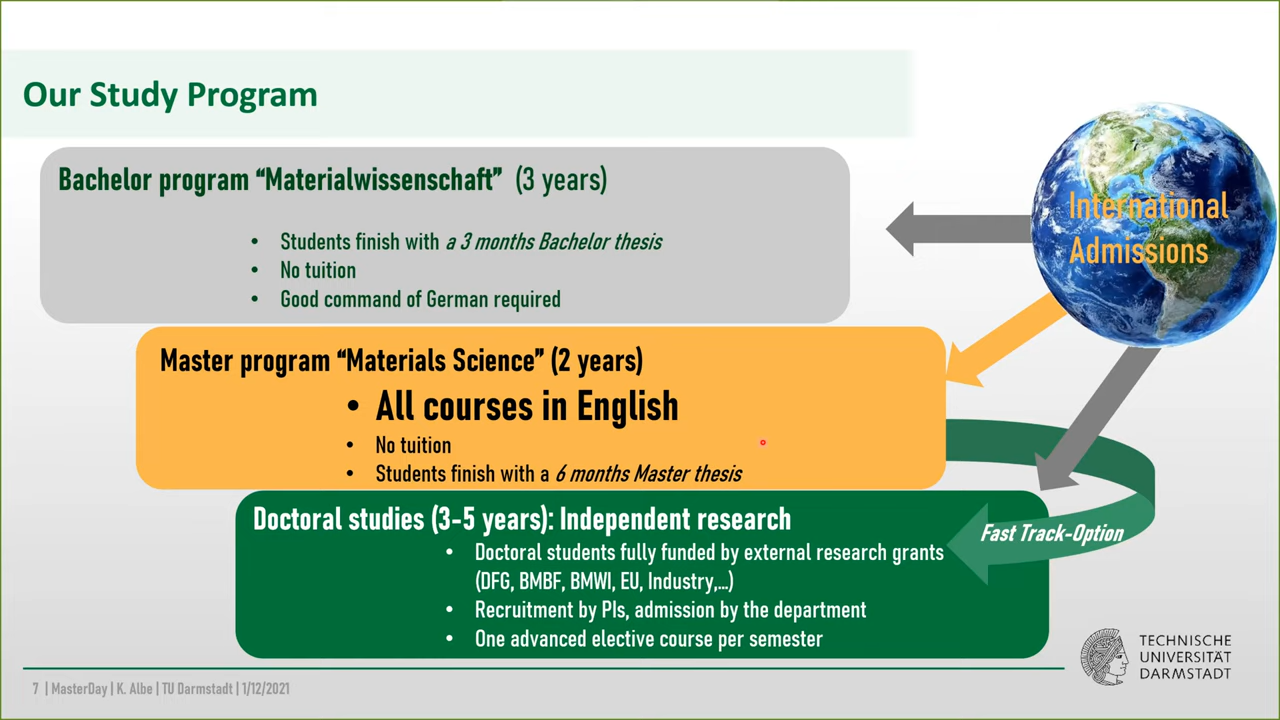 Our Study Program
Bachelor program “Materialwissenschaft” (3 years)
• Students finish with a 3 months Bachelor thesis
• No tuition
• Good command of German required
International
Admissions
Master program “Materials Science” (2 years)
• All courses in English
• No tuition
• Students finish with a 6 months Master thesis
Doctoral studies (3-5 years): Independent research
• Doctoral students fully funded by external research grants
(DFG, BMBF, BMWI, EU, Industry,...)
• Recruitment by PIs, admission by the department
• One advanced elective course per semester
Fast Track-Option
TECHNISCHE
UNIVERSITÄT
DARMSTADT
7 | MasterDay | K. Albe | TU Darmstadt | 1/12/2021